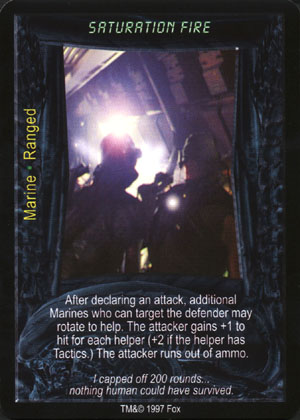 SATURATION FIRE
Marine • Ranged
After declaring an attack, additional
Marines who can target the defender may
rotate to help. The attacker gains +1 to
hit for each helper (+2 if the helper has
Tactics.) The attacker runs out of ammo.
I capped off 200 rounds...
nothing human could have survived.
TM&© 1997 Fox